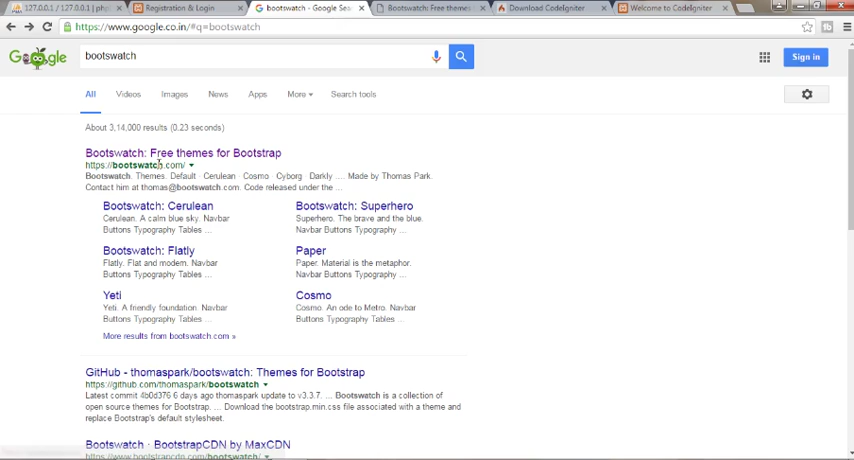 127.0.0.1 / 127.0.0.1 | ph
Registration & Login
bootswatch - Google Sea
Bootswatch: Free themes
Download CodeIgniter
Welcome to CodeIgniter
https://www.google.co.in/#q=bootswatch
Google
bootswatch
Sign in
All Videos Images News Apps More Search tools
About 3,14,000 results (0.23 seconds)
Bootswatch: Free themes for Bootstrap
https://bootswatch.com/
Bootswatch. Themes. Default · Cerulean · Cosmo · Cyborg · Darkly .... Made by Thomas Park.
Contact him at thomas@bootswatch.com. Code released under the ...
Bootswatch: Cerulean
Cerulean. A calm blue sky. Navbar
Buttons Typography Tables ...
Bootswatch: Superhero
Superhero. The brave and the blue.
Navbar Buttons Typography ...
Bootswatch: Flatly
Flatly. Flat and modern. Navbar
Buttons Typography Tables ...
Paper
Paper. Material is the metaphor.
Navbar Buttons Typography ...
Yeti
Yeti. A friendly foundation. Navbar
Buttons Typography Tables ...
Cosmo
Cosmo. An ode to Metro. Navbar
Buttons Typography Tables ...
More results from bootswatch.com »
GitHub - thomaspark/bootswatch: Themes for Bootstrap
https://github.com/thomaspark/bootswatch
Latest commit 4b0d376 6 days ago thomaspark update to v3.3.7. ... Bootswatch is a collection of
open source themes for Bootstrap. ... Download the bootstrap.min.css file associated with a theme and
replace Bootstrap's default stylesheet.
Bootswatch · BootstrapCDN by MaxCDN
https://www.bootstrapcdn.com/bootswatch/